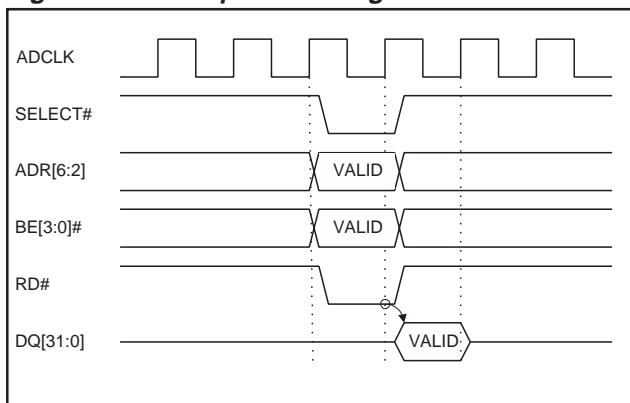 ADCLK
SELECT#
ADR[6:2]
VALID
BE[3:0]#
VALID
RD#
DQ[31:0]
VALID